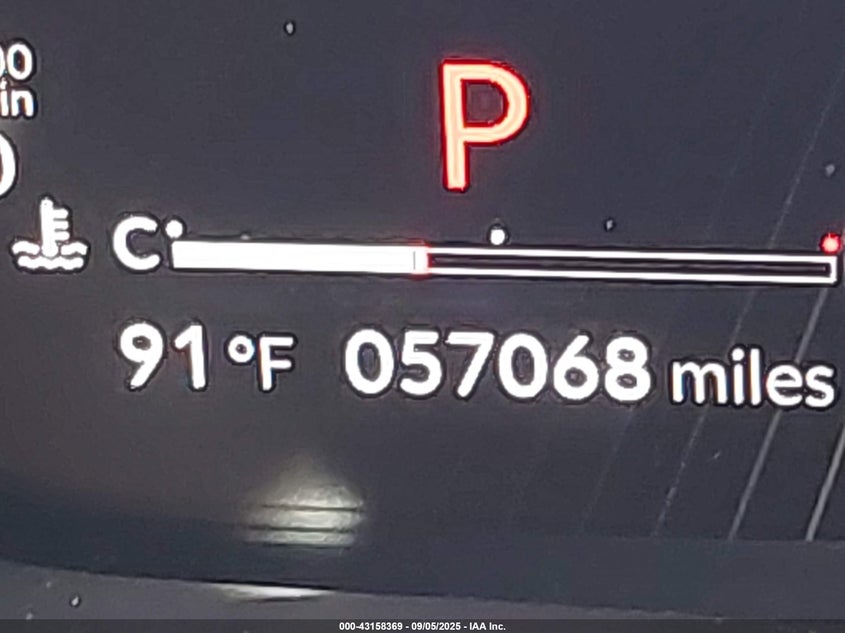 P
C
91 °F 057068 miles
000-43158369 - 09/05/2025 - IAA Inc.